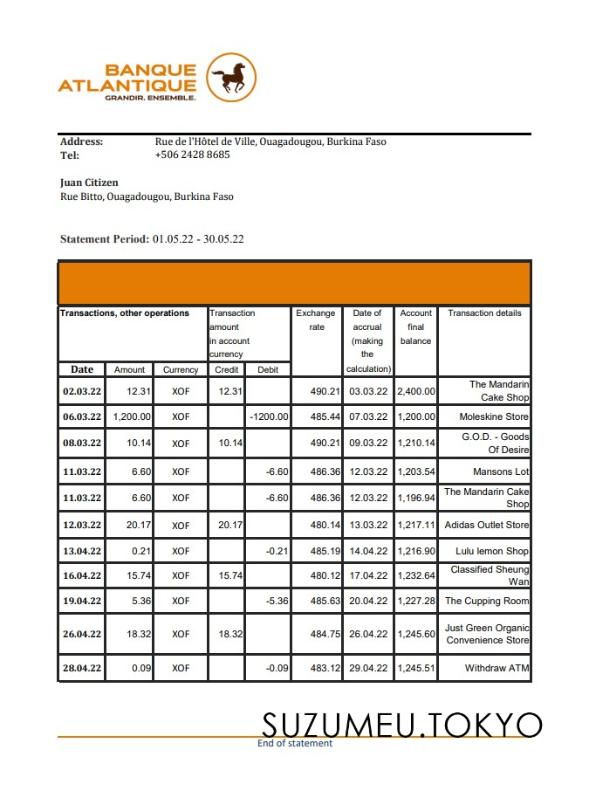 BANQUE
ATLANTIQUE
GRANDIR. ENSEMBLE.
Address: Rue de l'Hôtel de Ville, Ouagadougou, Burkina Faso
Tel: +506 2428 8685
Juan Citizen
Rue Bitto, Ouagadougou, Burkina Faso
Statement Period: 01.05.22 - 30.05.22
Transactions, other operations
Transaction
amount
in account
currency
Exchange
rate
Date of
accrual
(making
the
calculation)
Account
final
balance
Transaction details
Date Amount Currency Credit Debit
02.03.22 12.31 XOF 12.31 490.21 03.03.22 2,400.00 The Mandarin
Cake Shop
06.03.22 1,200.00 XOF -1200.00 485.44 07.03.22 1,200.00 Moleskine Store
08.03.22 10.14 XOF 10.14 490.21 09.03.22 1,210.14 G.O.D. - Goods
Of Desire
11.03.22 6.60 XOF -6.60 486.36 12.03.22 1,203.54 Mansons Lot
11.03.22 6.60 XOF -6.60 486.36 12.03.22 1,196.94 The Mandarin Cake
Shop
12.03.22 20.17 XOF 20.17 480.14 13.03.22 1,217.11 Adidas Outlet Store
13.04.22 0.21 XOF -0.21 485.19 14.04.22 1,216.90 Lulu lemon Shop
16.04.22 15.74 XOF 15.74 480.12 17.04.22 1,232.64 Classified Sheung
Wan
19.04.22 5.36 XOF -5.36 485.63 20.04.22 1,227.28 The Cupping Room
26.04.22 18.32 XOF 18.32 484.75 26.04.22 1,245.60 Just Green Organic
Convenience Store
28.04.22 0.09 XOF -0.09 483.12 29.04.22 1,245.51 Withdraw ATM
SUZUMEU.TOKYO
End of statement